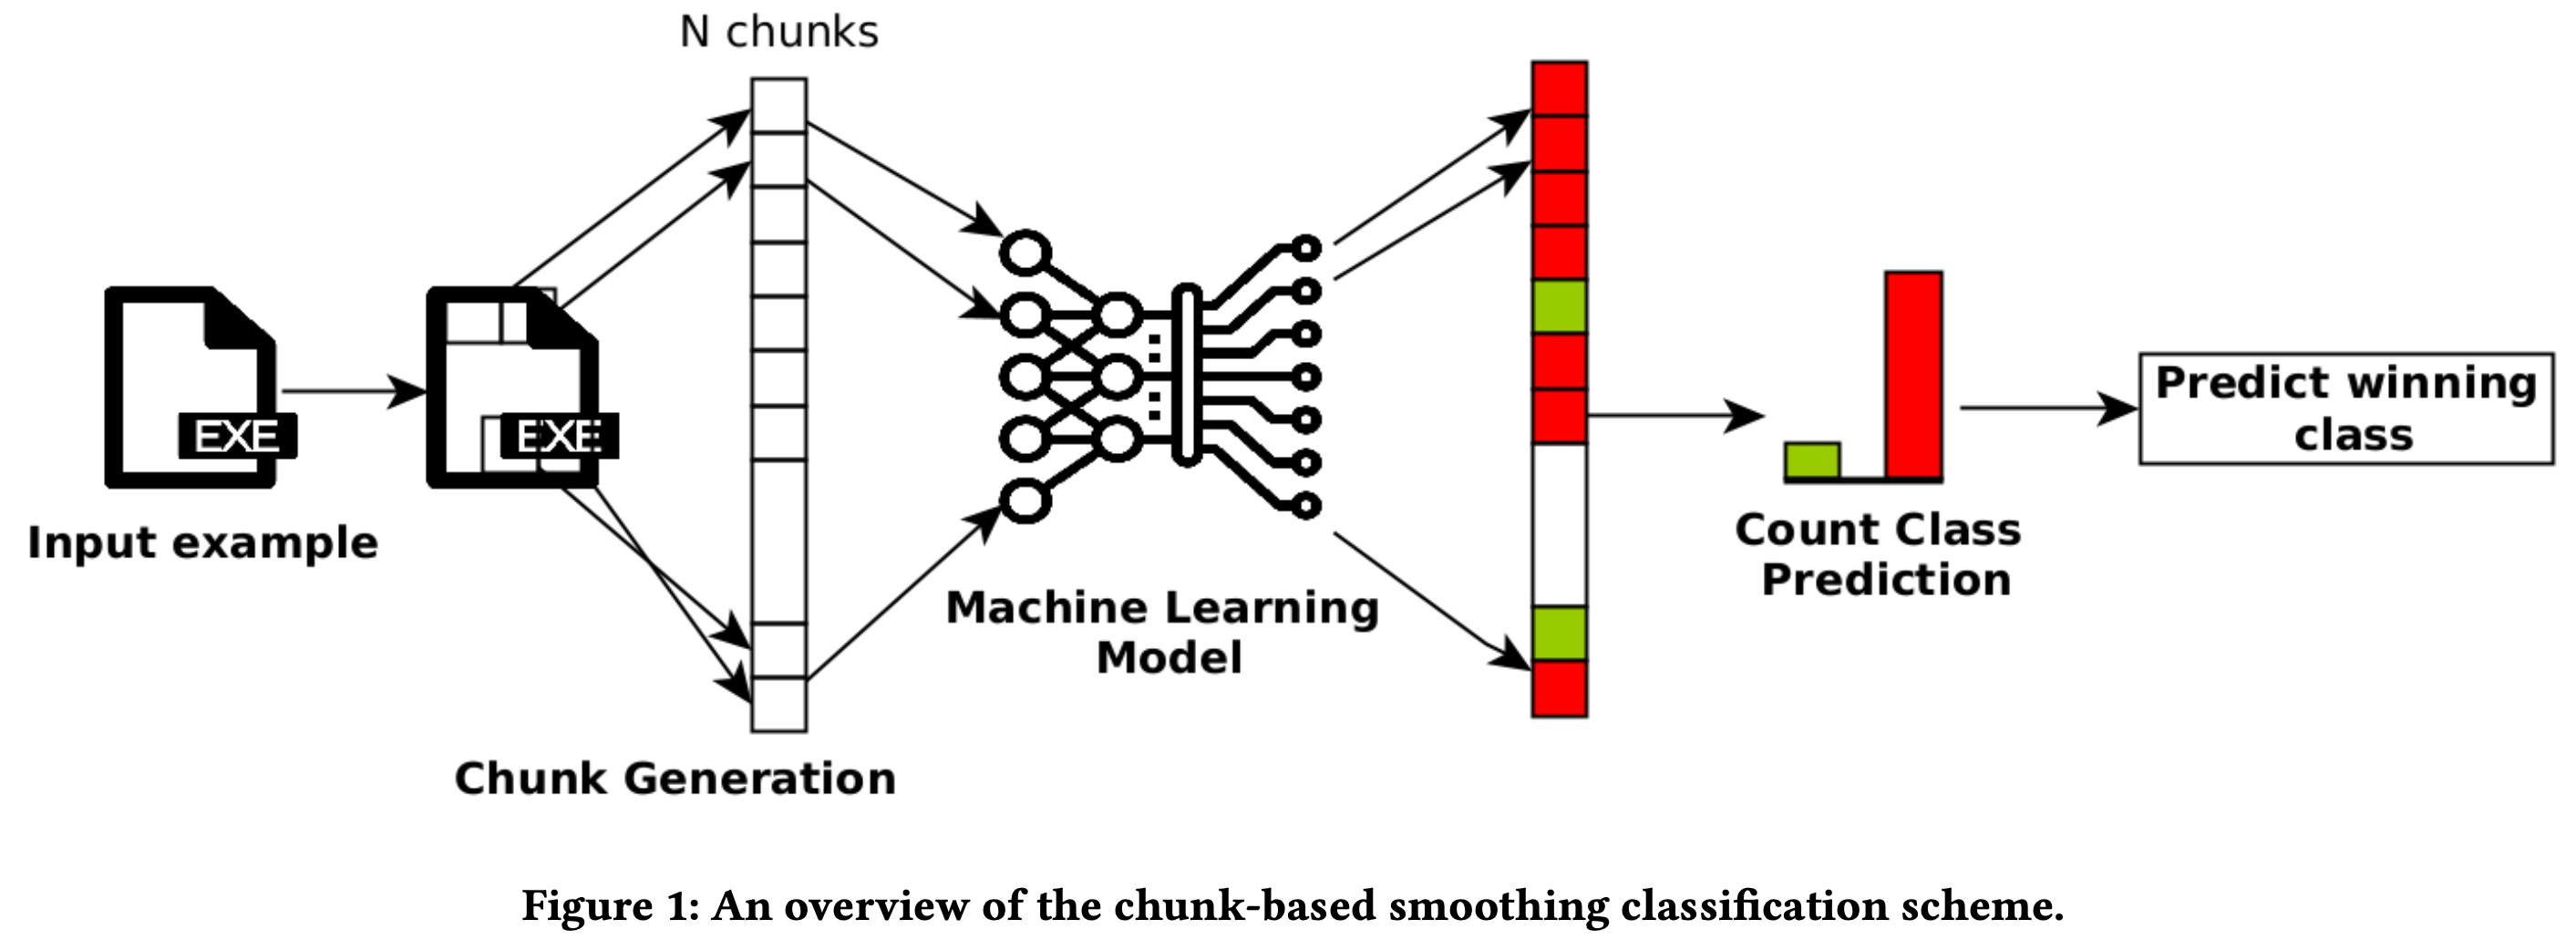 N chunks
EXE
EXE
Input example
Chunk Generation
Machine Learning
Model
Count Class
Prediction
Predict winning
class
Figure 1: An overview of the chunk-based smoothing classification scheme.